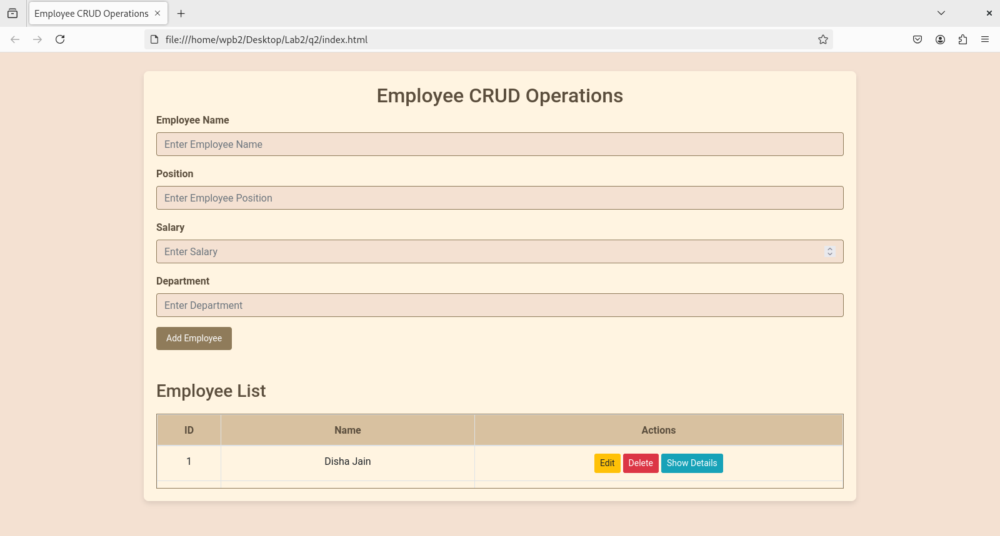 Employee CRUD Operations
file:///home/wpb2/Desktop/Lab2/q2/index.html
Employee CRUD Operations
Employee Name
Enter Employee Name
Position
Enter Employee Position
Salary
Enter Salary
Department
Enter Department
Add Employee
Employee List
ID Name Actions
1 Disha Jain Edit Delete Show Details